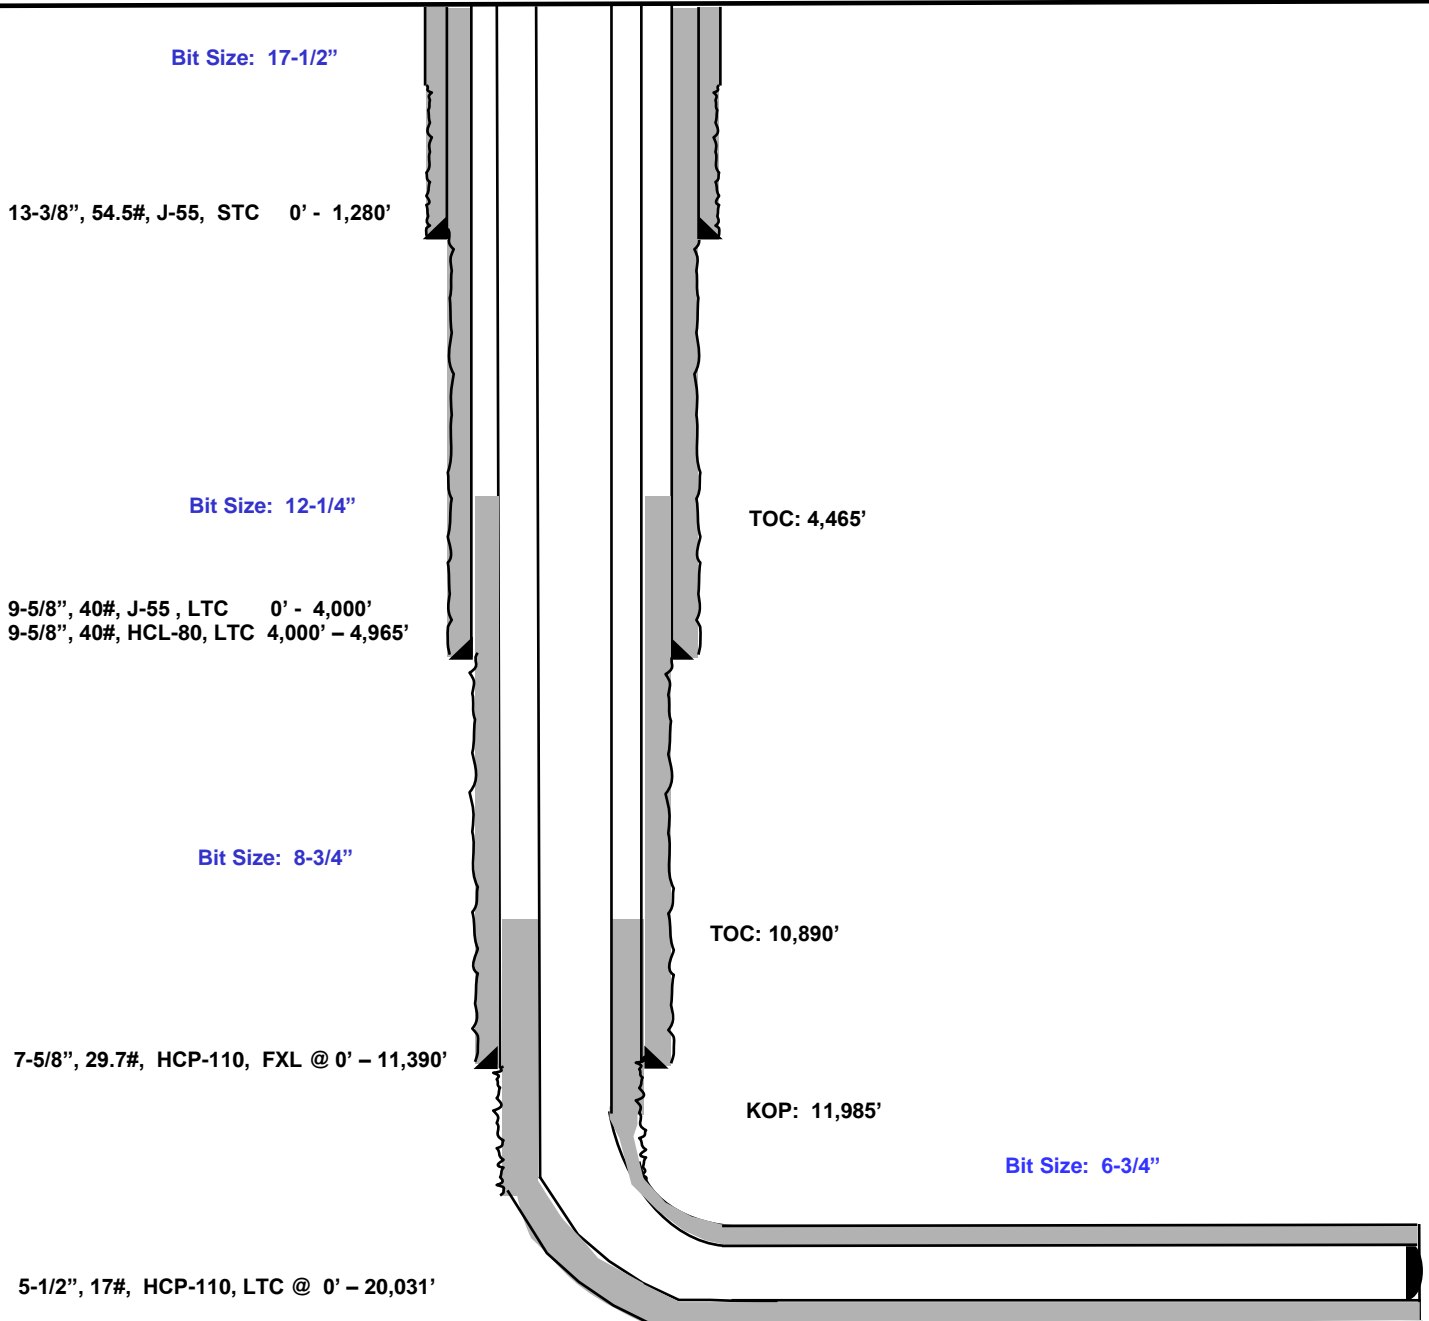 Bit Size: 17-1/2”
13-3/8”, 54.5#, J-55, STC 0’ - 1,280’
Bit Size: 12-1/4”
TOC: 4,465’
9-5/8”, 40#, J-55 , LTC 0’ - 4,000’
9-5/8”, 40#, HCL-80, LTC 4,000’ – 4,965’
Bit Size: 8-3/4”
TOC: 10,890’
7-5/8”, 29.7#, HCP-110, FXL @ 0’ – 11,390’
KOP: 11,985’
Bit Size: 6-3/4”
5-1/2”, 17#, HCP-110, LTC @ 0’ – 20,031’